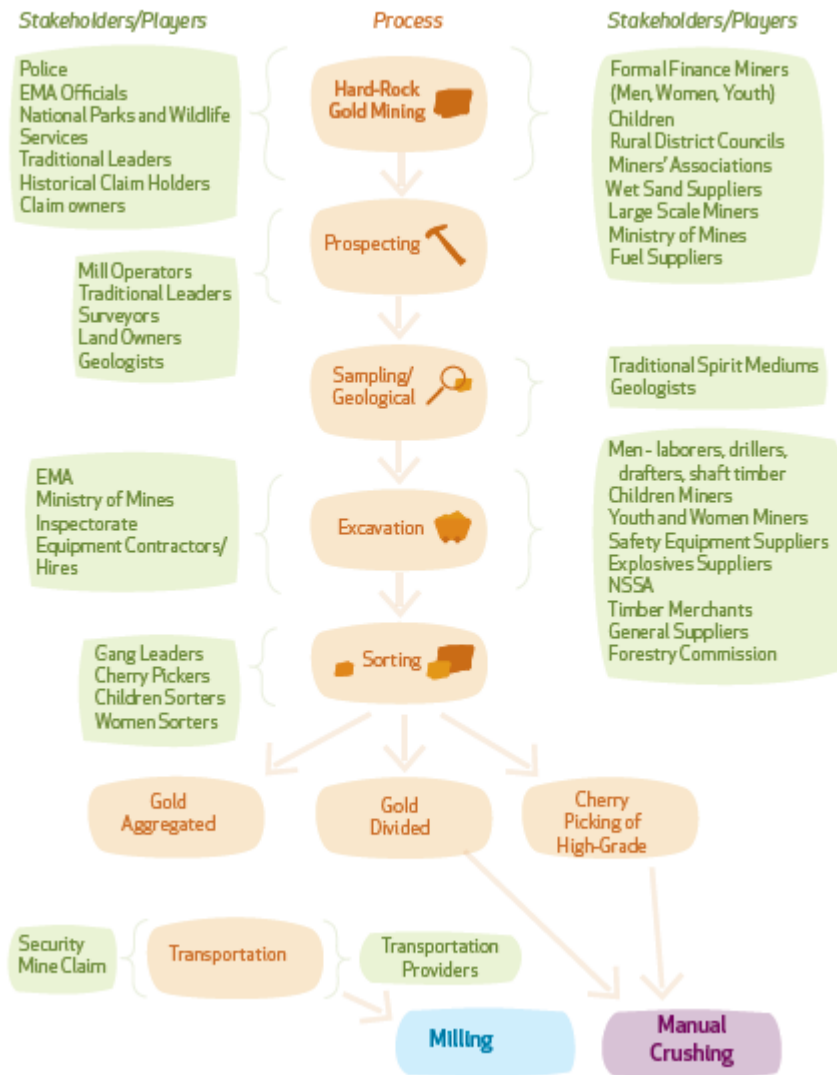 Stakeholders/Players
Process
Stakeholders/Players
Police
EMA Officials
National Parks and Wildlife
Services
Traditional Leaders
Historical Claim Holders
Claim owners
Hard-Rock
Gold Mining
Formal Finance Miners
(Men, Women, Youth)
Children
Rural District Councils
Miners' Associations
Wet Sand Suppliers
Large Scale Miners
Ministry of Mines
Fuel Suppliers
Mill Operators
Traditional Leaders
Surveyors
Land Owners
Geologists
Prospecting
Sampling/
Geological
Traditional Spirit Mediums
Geologists
EMA
Ministry of Mines
Inspectorate
Equipment Contractors/
Hires
Excavation
Men - laborers, drillers,
drafters, shaft timber
Children Miners
Youth and Women Miners
Safety Equipment Suppliers
Explosives Suppliers
NSSA
Timber Merchants
General Suppliers
Forestry Commission
Gang Leaders
Cherry Pickers
Children Sorters
Women Sorters
Sorting
Gold
Aggregated
Gold
Divided
Cherry
Picking of
High-Grade
Security
Mine Claim
Transportation
Transportation
Providers
Milling
Manual
Crushing